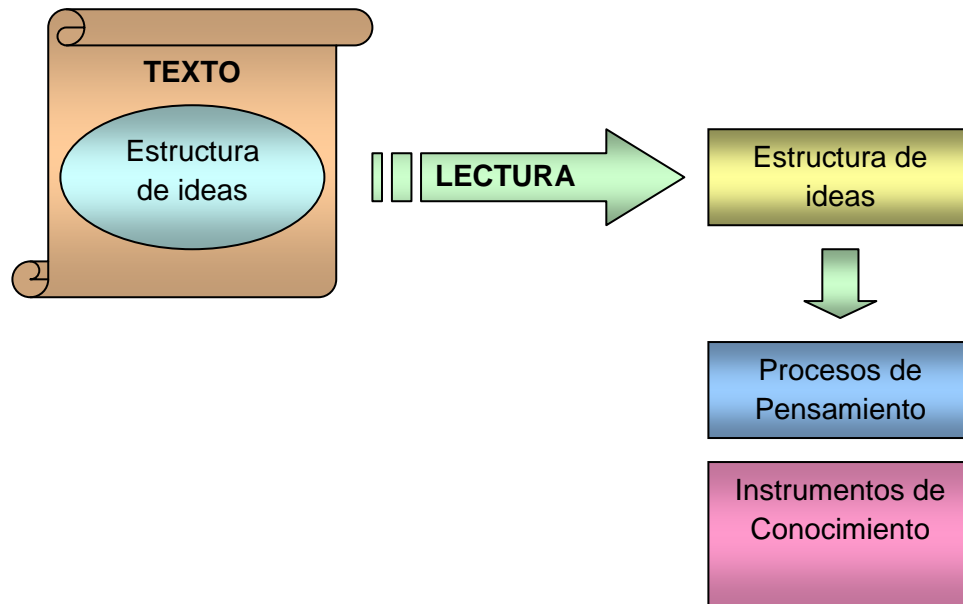 TEXTO
Estructura
de ideas
LECTURA
Estructura de
ideas
Procesos de
Pensamiento
Instrumentos de
Conocimiento